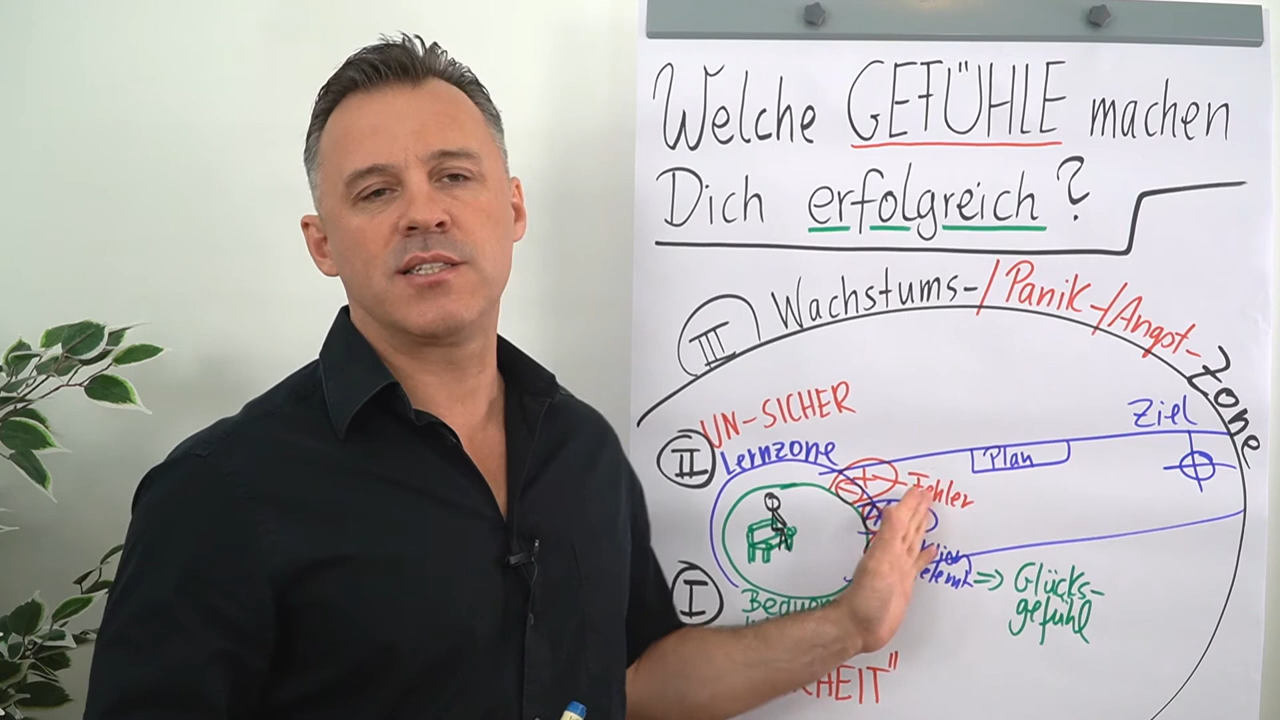 Welche GEFÜHLE machen
Dich erfolgreich?
III Wachstums-/Panik-/Angst-Zone
UN-SICHER
II Lernzone
Ziel
Plan
Fehler
I
⇒ Glücks-
gefühl